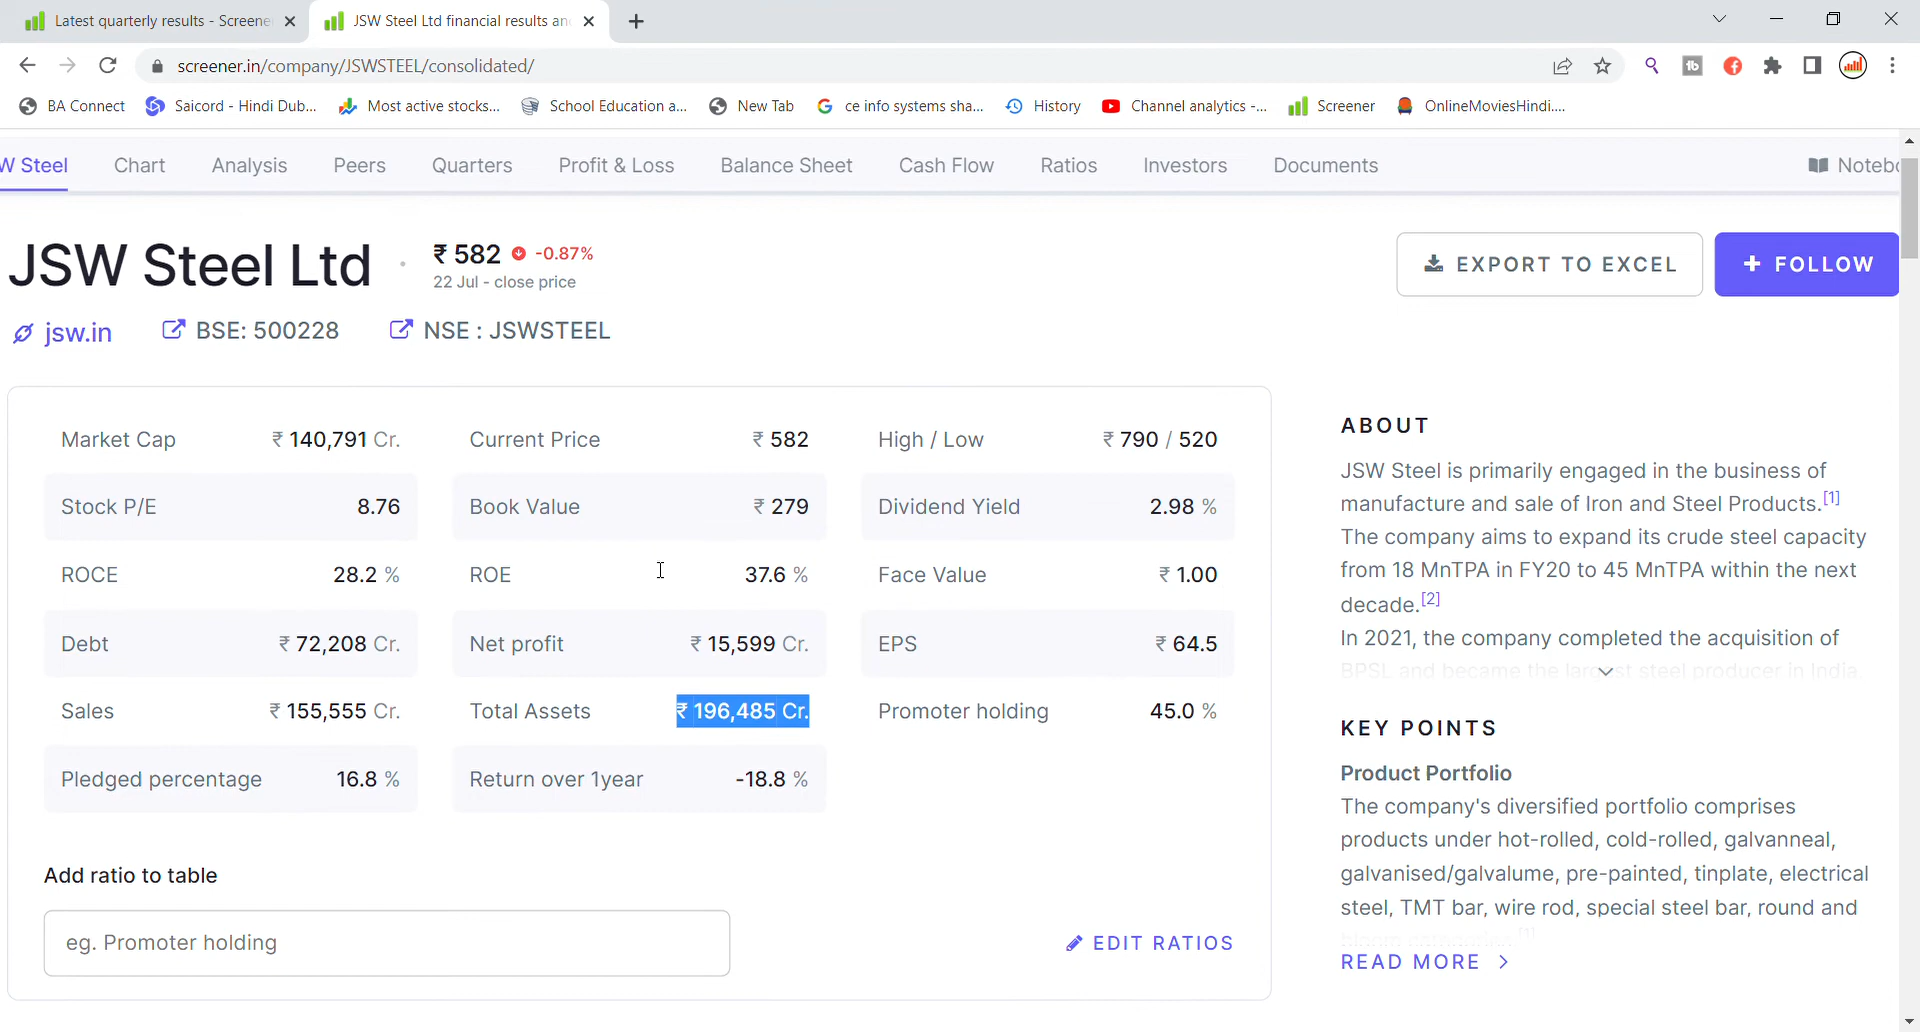 Latest quarterly results - Screene
JSW Steel Ltd financial results an
screener.in/company/JSWSTEEL/consolidated/
BA Connect
Saicord - Hindi Dub...
Most active stocks...
School Education a...
New Tab
ce info systems sha...
History
Channel analytics -...
Screener
OnlineMoviesHindi....
W Steel
Chart
Analysis
Peers
Quarters
Profit & Loss
Balance Sheet
Cash Flow
Ratios
Investors
Documents
Notebo
JSW Steel Ltd
₹ 582 -0.87%
22 Jul - close price
EXPORT TO EXCEL
+ FOLLOW
jsw.in
BSE: 500228
NSE : JSWSTEEL
Market Cap ₹ 140,791 Cr.
Current Price ₹ 582
High / Low ₹ 790 / 520
Stock P/E 8.76
Book Value ₹ 279
Dividend Yield 2.98 %
ROCE 28.2 %
ROE 37.6 %
Face Value ₹ 1.00
Debt ₹ 72,208 Cr.
Net profit ₹ 15,599 Cr.
EPS ₹ 64.5
Sales ₹ 155,555 Cr.
Total Assets ₹ 196,485 Cr.
Promoter holding 45.0 %
Pledged percentage 16.8 %
Return over 1year -18.8 %
Add ratio to table
eg. Promoter holding
EDIT RATIOS
ABOUT
JSW Steel is primarily engaged in the business of
manufacture and sale of Iron and Steel Products.[1]
The company aims to expand its crude steel capacity
from 18 MnTPA in FY20 to 45 MnTPA within the next
decade.[2]
In 2021, the company completed the acquisition of
BPSL and became the largest steel producer in India
KEY POINTS
Product Portfolio
The company's diversified portfolio comprises
products under hot-rolled, cold-rolled, galvanneal,
galvanised/galvalume, pre-painted, tinplate, electrical
steel, TMT bar, wire rod, special steel bar, round and
[1]
READ MORE